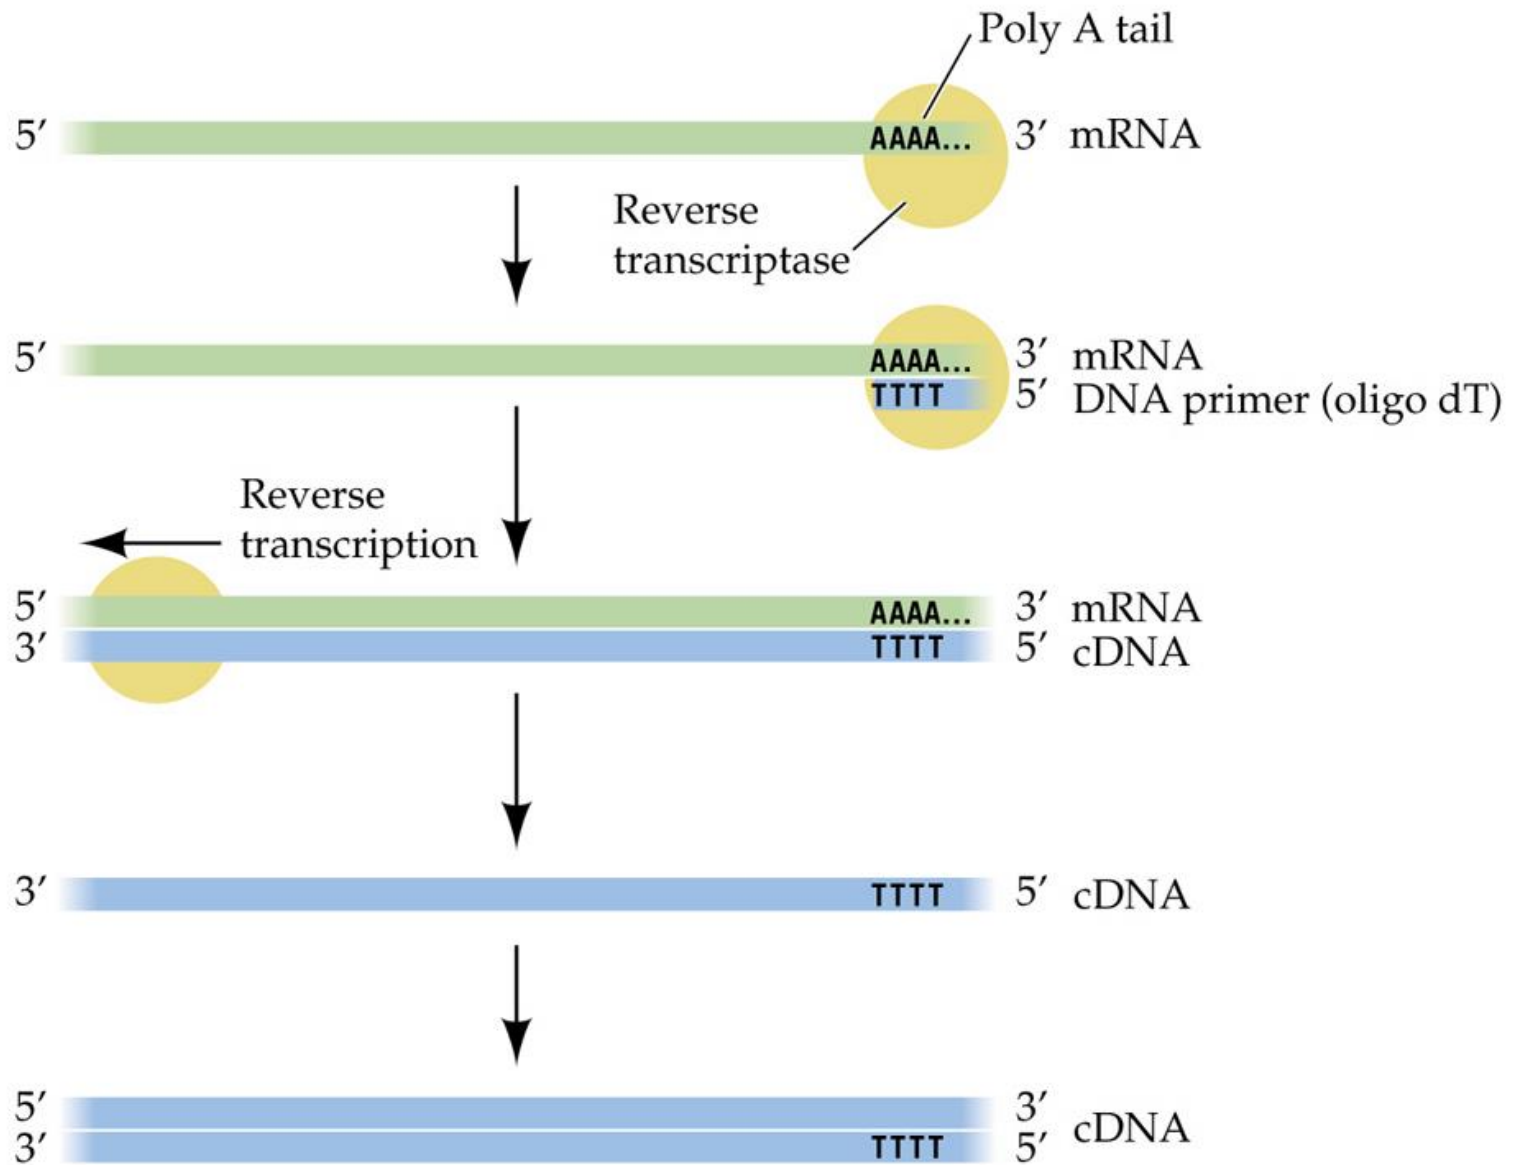 Poly A tail
5′ AAAA... 3′ mRNA
Reverse
transcriptase
5′ AAAA... 3′ mRNA
TTTT 5′ DNA primer (oligo dT)
Reverse
transcription
5′ AAAA... 3′ mRNA
3′ TTTT 5′ cDNA
3′ TTTT 5′ cDNA
5′ 3′
cDNA
3′ TTTT 5′